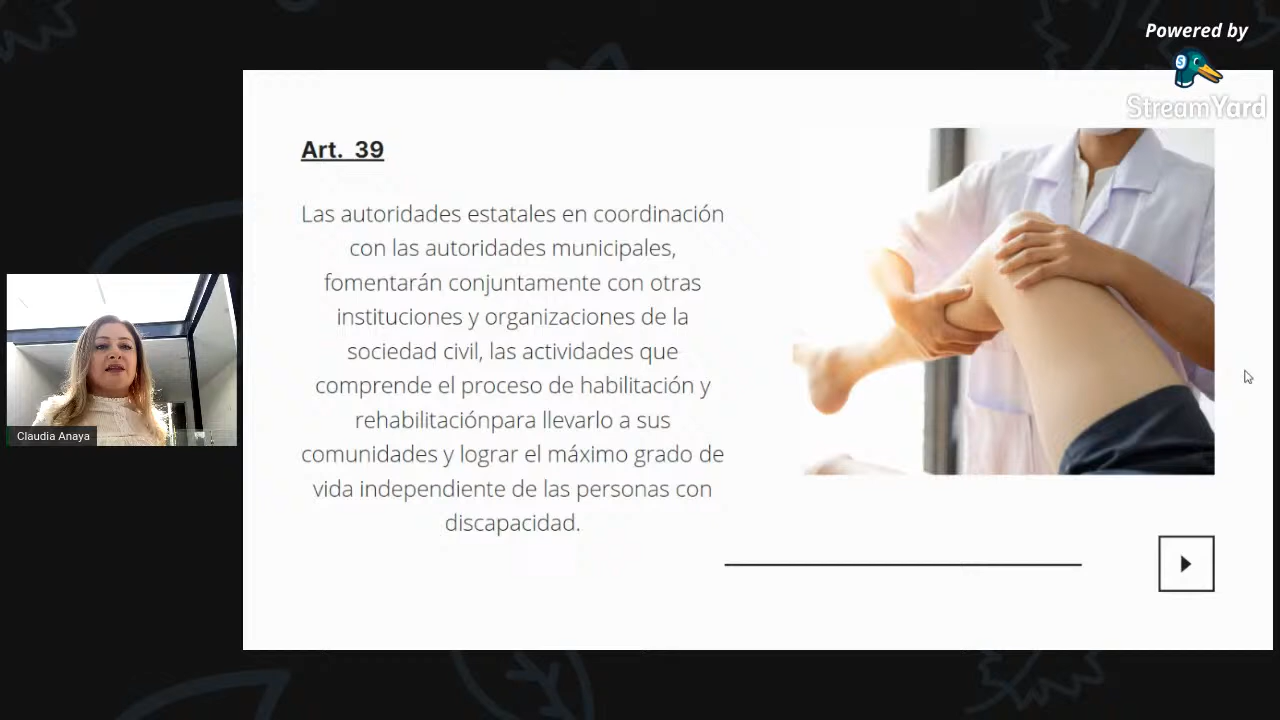 Powered by
StreamYard
Art. 39
Las autoridades estatales en coordinación
con las autoridades municipales,
fomentarán conjuntamente con otras
instituciones y organizaciones de la
sociedad civil, las actividades que
comprende el proceso de habilitación y
rehabilitaciónpara llevarlo a sus
comunidades y lograr el máximo grado de
vida independiente de las personas con
discapacidad.
Claudia Anaya